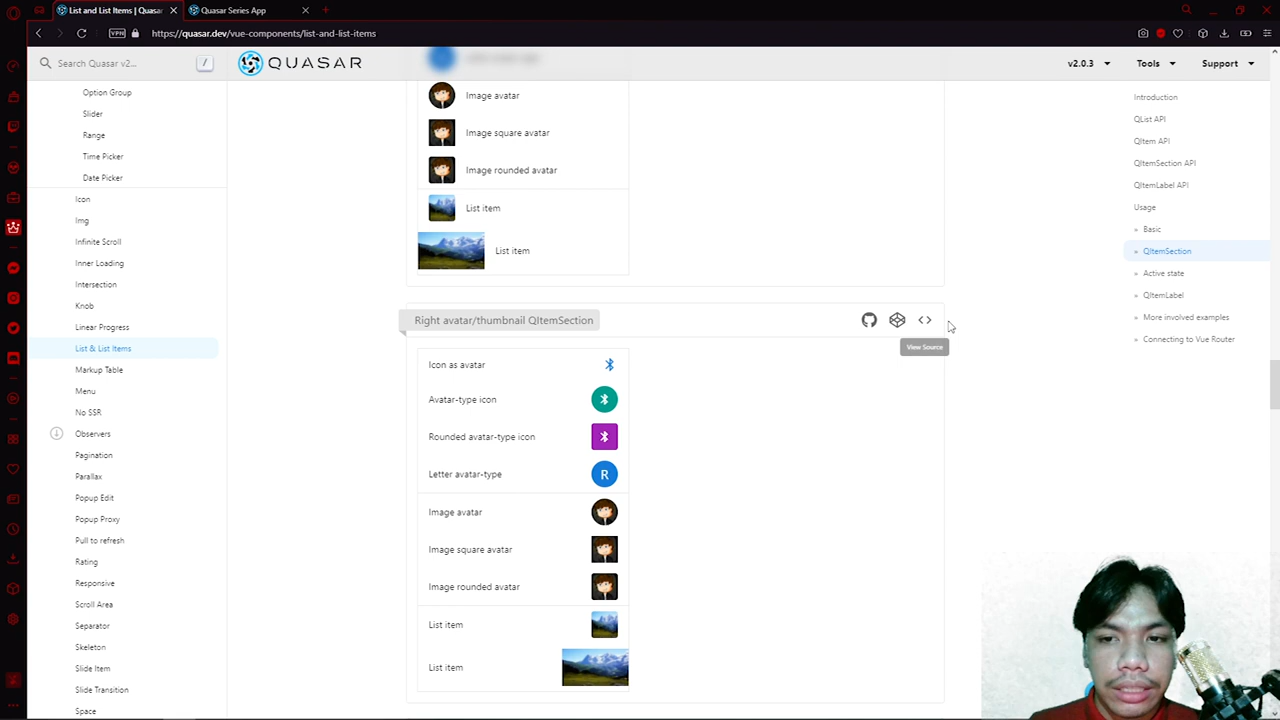 List and List Items | Quasar
Quasar Series App
VPN
https://quasar.dev/vue-components/list-and-list-items
Search Quasar v2...
/
QUASAR
v2.0.3
Tools
Support
Option Group
Slider
Range
Time Picker
Date Picker
Icon
Img
Infinite Scroll
Inner Loading
Intersection
Knob
Linear Progress
List & List Items
Markup Table
Menu
No SSR
Observers
Pagination
Parallax
Popup Edit
Popup Proxy
Pull to refresh
Rating
Responsive
Scroll Area
Separator
Skeleton
Slide Item
Slide Transition
Space
Image avatar
Image square avatar
Image rounded avatar
List item
List item
Right avatar/thumbnail QItemSection
View Source
Icon as avatar
Avatar-type icon
Rounded avatar-type icon
Letter avatar-type
R
Image avatar
Image square avatar
Image rounded avatar
List item
List item
Introduction
QList API
QItem API
QItemSection API
QItemLabel API
Usage
» Basic
» QItemSection
» Active state
» QItemLabel
» More involved examples
» Connecting to Vue Router